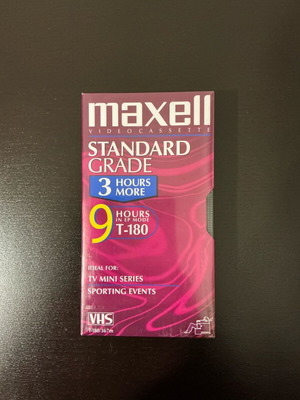 maxell
VIDEOCASSETTE
STANDARD
GRADE
3 HOURS
MORE
9 HOURS
IN EP MODE
T-180
IDEAL FOR:
TV MINI SERIES
SPORTING EVENTS
VHS